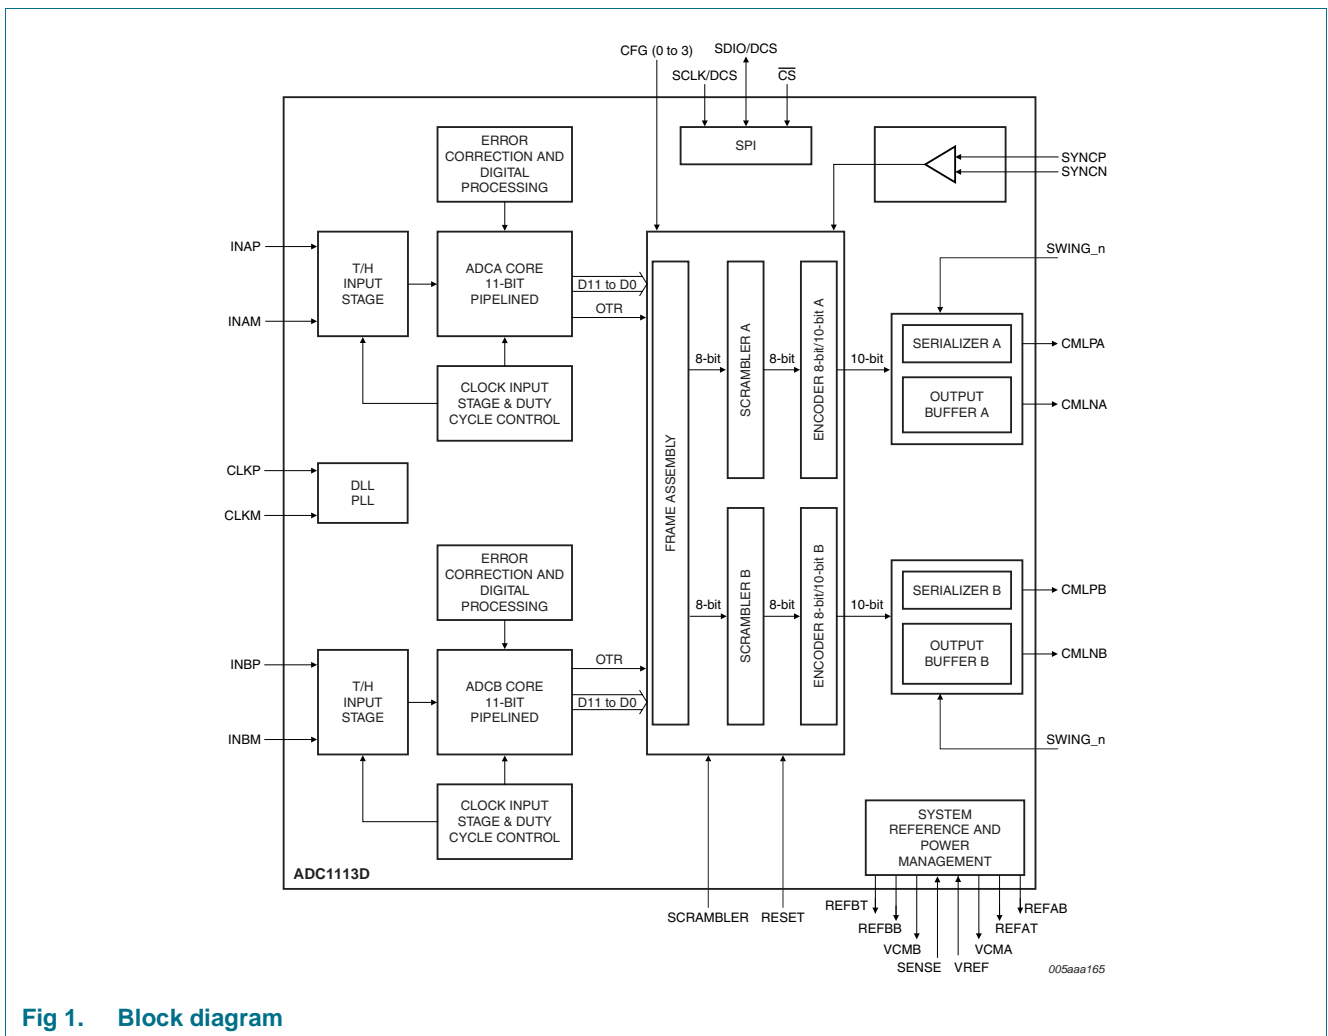 CFG (0 to 3)
SDIO/DCS
SCLK/DCS
CS
SPI
ERROR
CORRECTION AND
DIGITAL
PROCESSING
SYNCP
SYNCN
INAP
INAM
T/H
INPUT
STAGE
ADCA CORE
11-BIT
PIPELINED
D11 to D0
OTR
SWING_n
CLOCK INPUT
STAGE & DUTY
CYCLE CONTROL
8-bit
SCRAMBLER A
8-bit
ENCODER 8-bit/10-bit A
10-bit
SERIALIZER A
OUTPUT
BUFFER A
CMLPA
CMLNA
FRAME ASSEMBLY
CLKP
CLKM
DLL
PLL
ERROR
CORRECTION AND
DIGITAL
PROCESSING
8-bit
SCRAMBLER B
8-bit
ENCODER 8-bit/10-bit B
10-bit
SERIALIZER B
OUTPUT
BUFFER B
CMLPB
CMLNB
INBP
INBM
T/H
INPUT
STAGE
ADCB CORE
11-BIT
PIPELINED
OTR
D11 to D0
SWING_n
CLOCK INPUT
STAGE & DUTY
CYCLE CONTROL
SYSTEM
REFERENCE AND
POWER
MANAGEMENT
ADC1113D
SCRAMBLER
RESET
REFBT
REFBB
VCMB
SENSE
VREF
VCMA
REFAT
REFAB
005aaa165
Fig 1. Block diagram